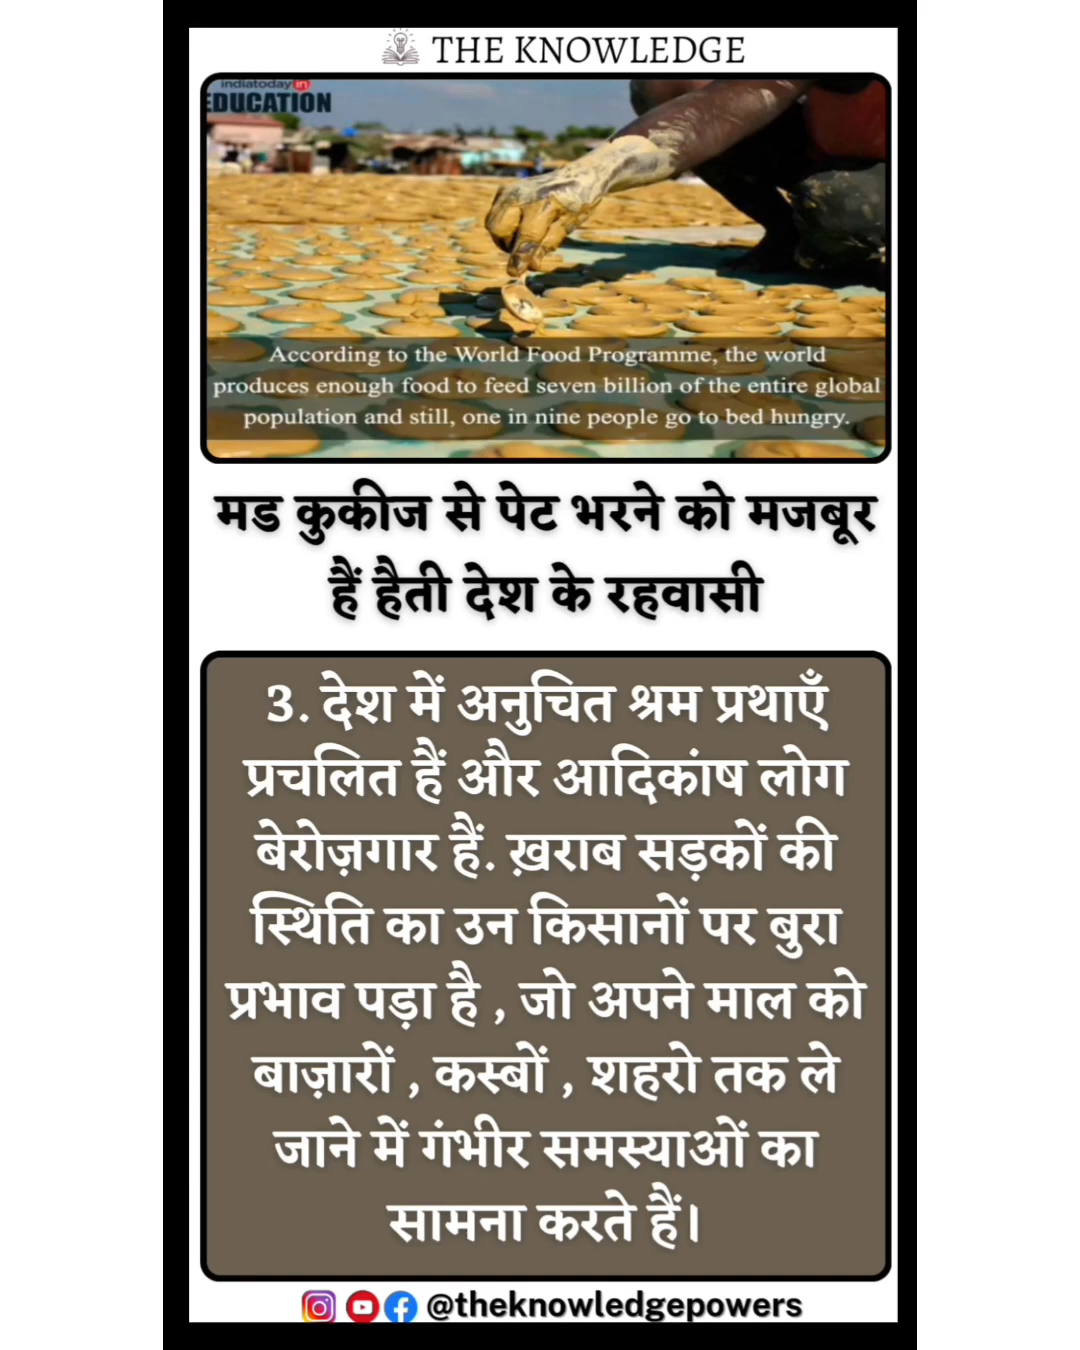 THE KNOWLEDGE
indiatoday in
EDUCATION
According to the World Food Programme, the world
produces enough food to feed seven billion of the entire global
population and still, one in nine people go to bed hungry.
मड कुकीज से पेट भरने को मजबूर
हैं हैती देश के रहवासी
3. देश में अनुचित श्रम प्रथाएँ
प्रचलित हैं और आदिकांष लोग
बेरोज़गार हैं. ख़राब सड़कों की
स्थिति का उन किसानों पर बुरा
प्रभाव पड़ा है , जो अपने माल को
बाज़ारों , कस्बों , शहरो तक ले
जाने में गंभीर समस्याओं का
सामना करते हैं।
@theknowledgepowers